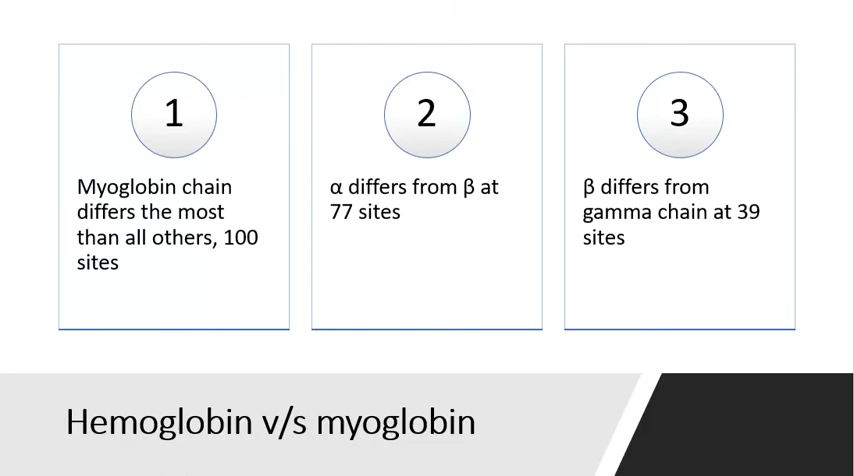 1
Myoglobin chain
differs the most
than all others, 100
sites
2
α differs from β at
77 sites
3
β differs from
gamma chain at 39
sites
Hemoglobin v/s myoglobin